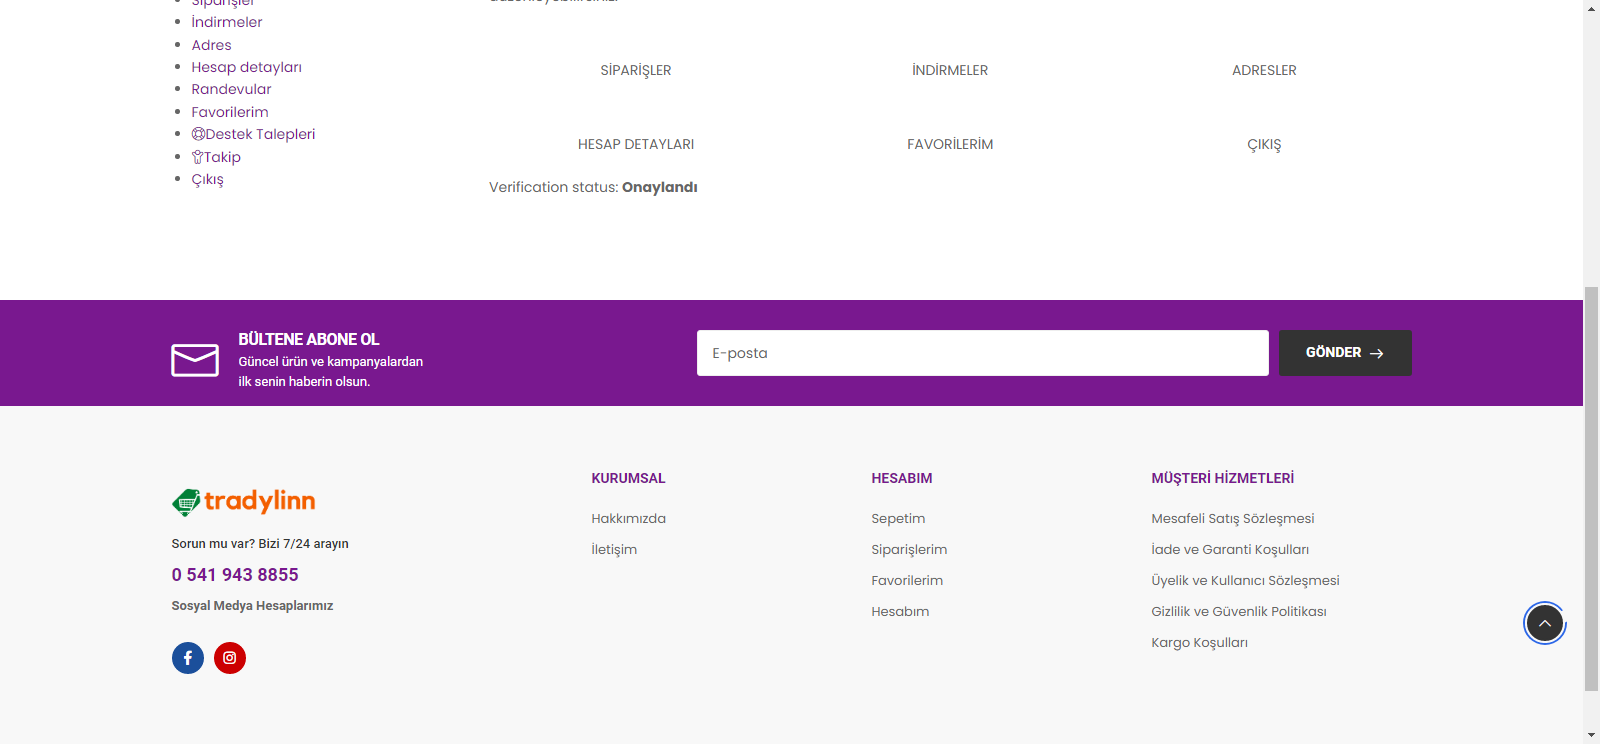 Siparişler
İndirmeler
Adres
Hesap detayları
Randevular
Favorilerim
Destek Talepleri
Takip
Çıkış
düzenleyebilirsiniz.
SİPARİŞLER
İNDİRMELER
ADRESLER
HESAP DETAYLARI
FAVORİLERİM
ÇIKIŞ
Verification status: Onaylandı
BÜLTENE ABONE OL
Güncel ürün ve kampanyalardan
ilk senin haberin olsun.
E-posta
GÖNDER
tradylinn
Sorun mu var? Bizi 7/24 arayın
0 541 943 8855
Sosyal Medya Hesaplarımız
KURUMSAL
Hakkımızda
İletişim
HESABIM
Sepetim
Siparişlerim
Favorilerim
Hesabım
MÜŞTERİ HİZMETLERİ
Mesafeli Satış Sözleşmesi
İade ve Garanti Koşulları
Üyelik ve Kullanıcı Sözleşmesi
Gizlilik ve Güvenlik Politikası
Kargo Koşulları